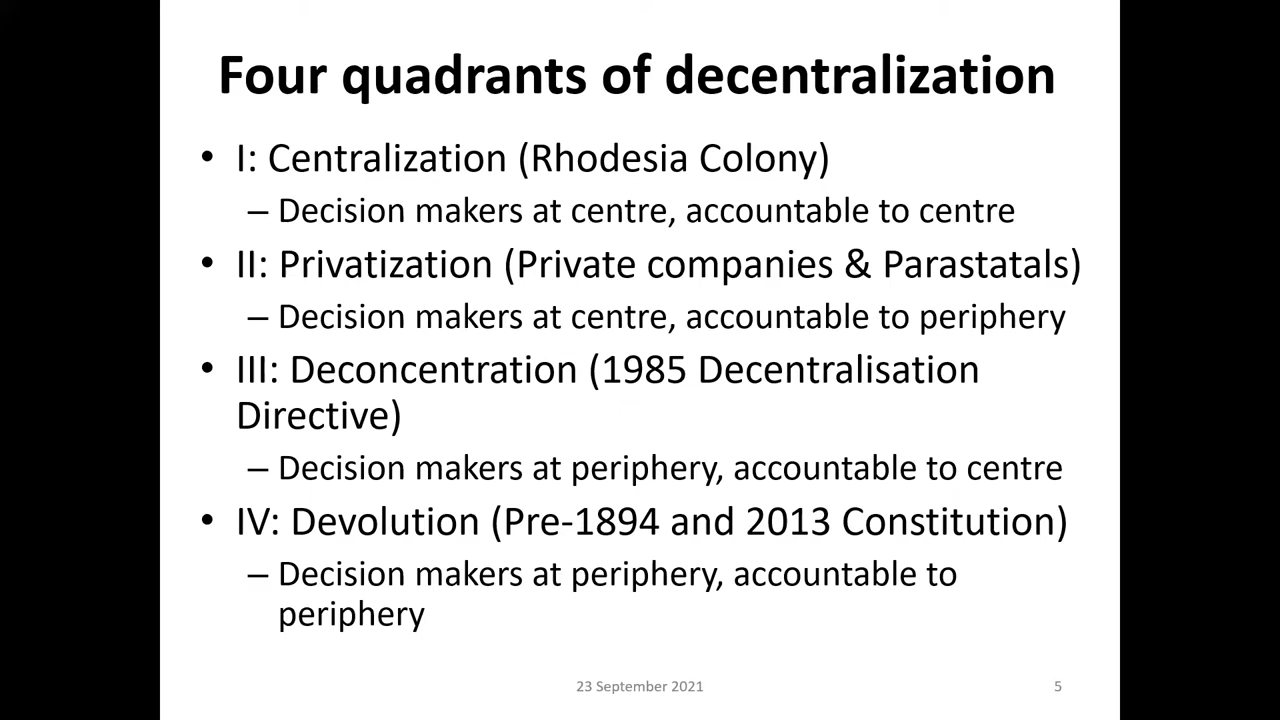 Four quadrants of decentralization
• I: Centralization (Rhodesia Colony)
– Decision makers at centre, accountable to centre
• II: Privatization (Private companies & Parastatals)
– Decision makers at centre, accountable to periphery
• III: Deconcentration (1985 Decentralisation
Directive)
– Decision makers at periphery, accountable to centre
• IV: Devolution (Pre-1894 and 2013 Constitution)
– Decision makers at periphery, accountable to
periphery
23 September 2021
5